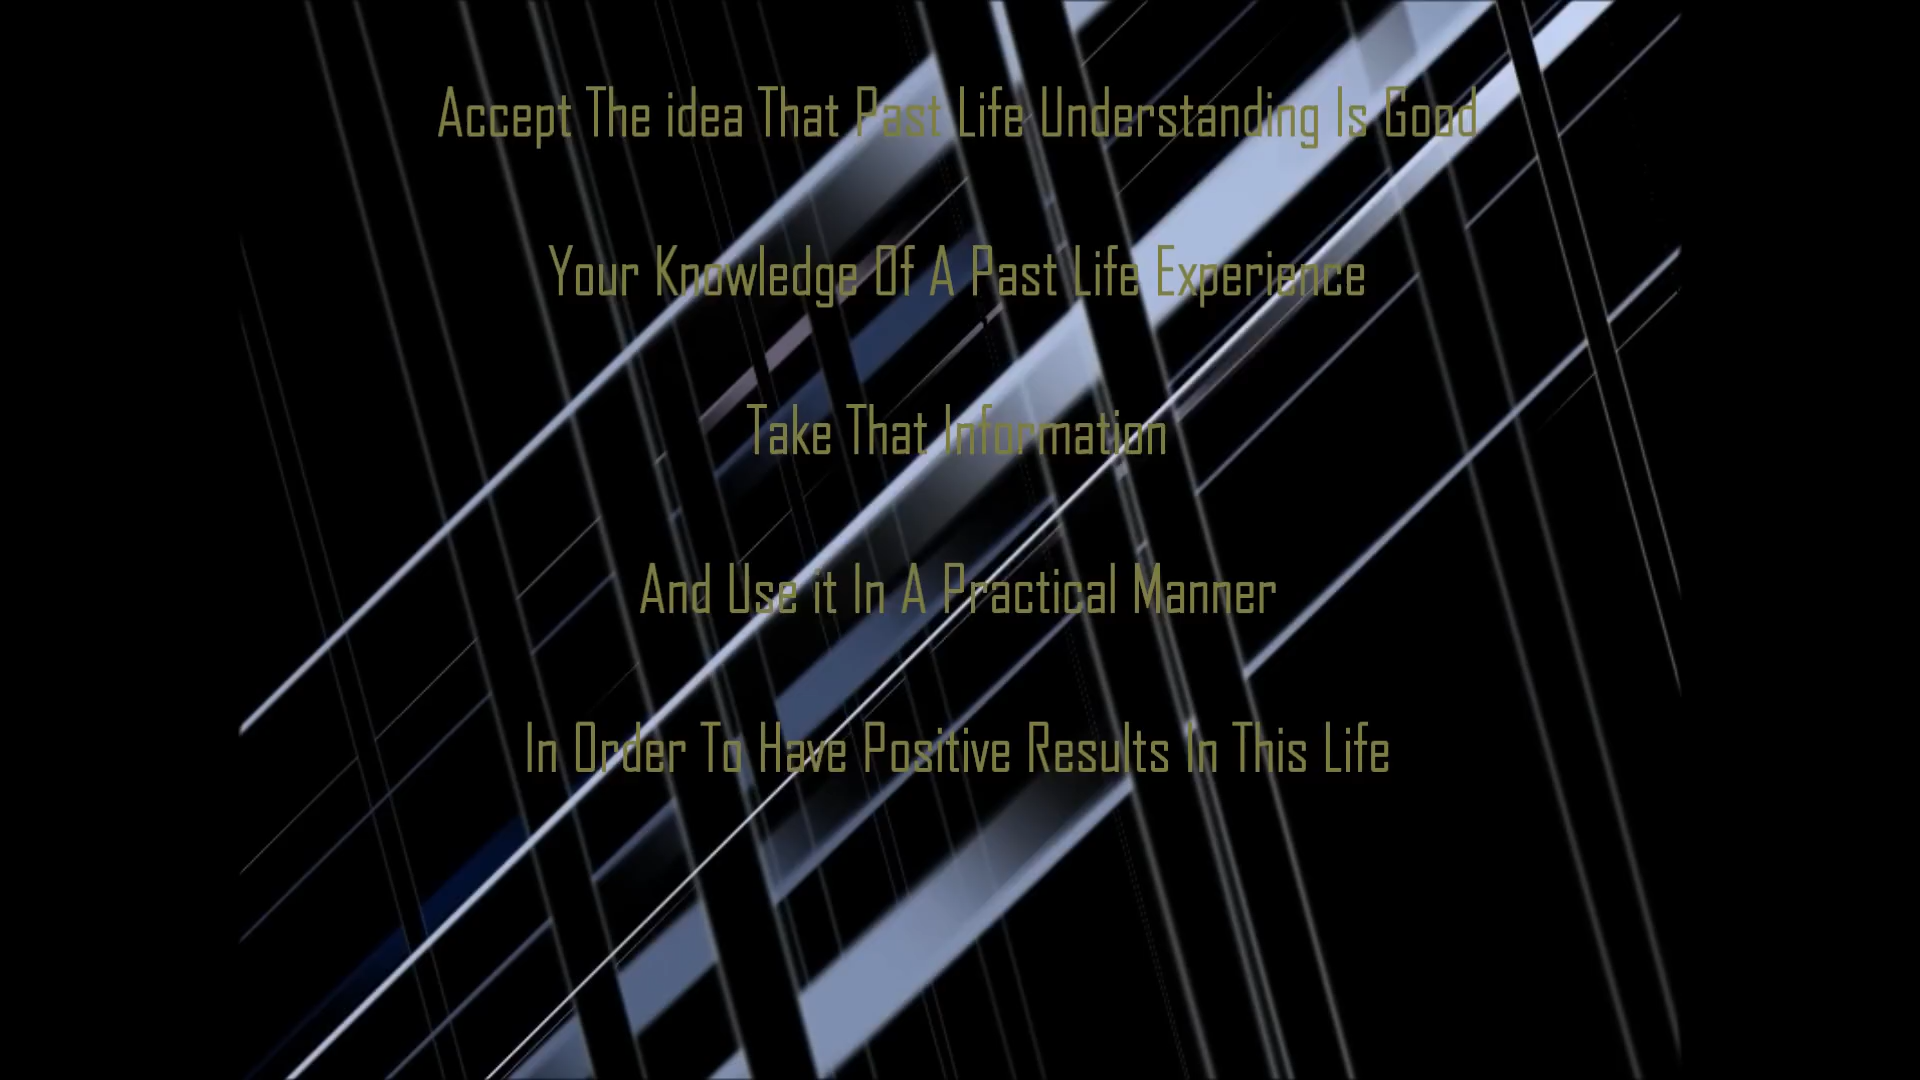 Accept The idea That Past Life Understanding Is Good
Your Knowledge Of A Past Life Experience
Take That Information
And Use it In A Practical Manner
In Order To Have Positive Results In This Life